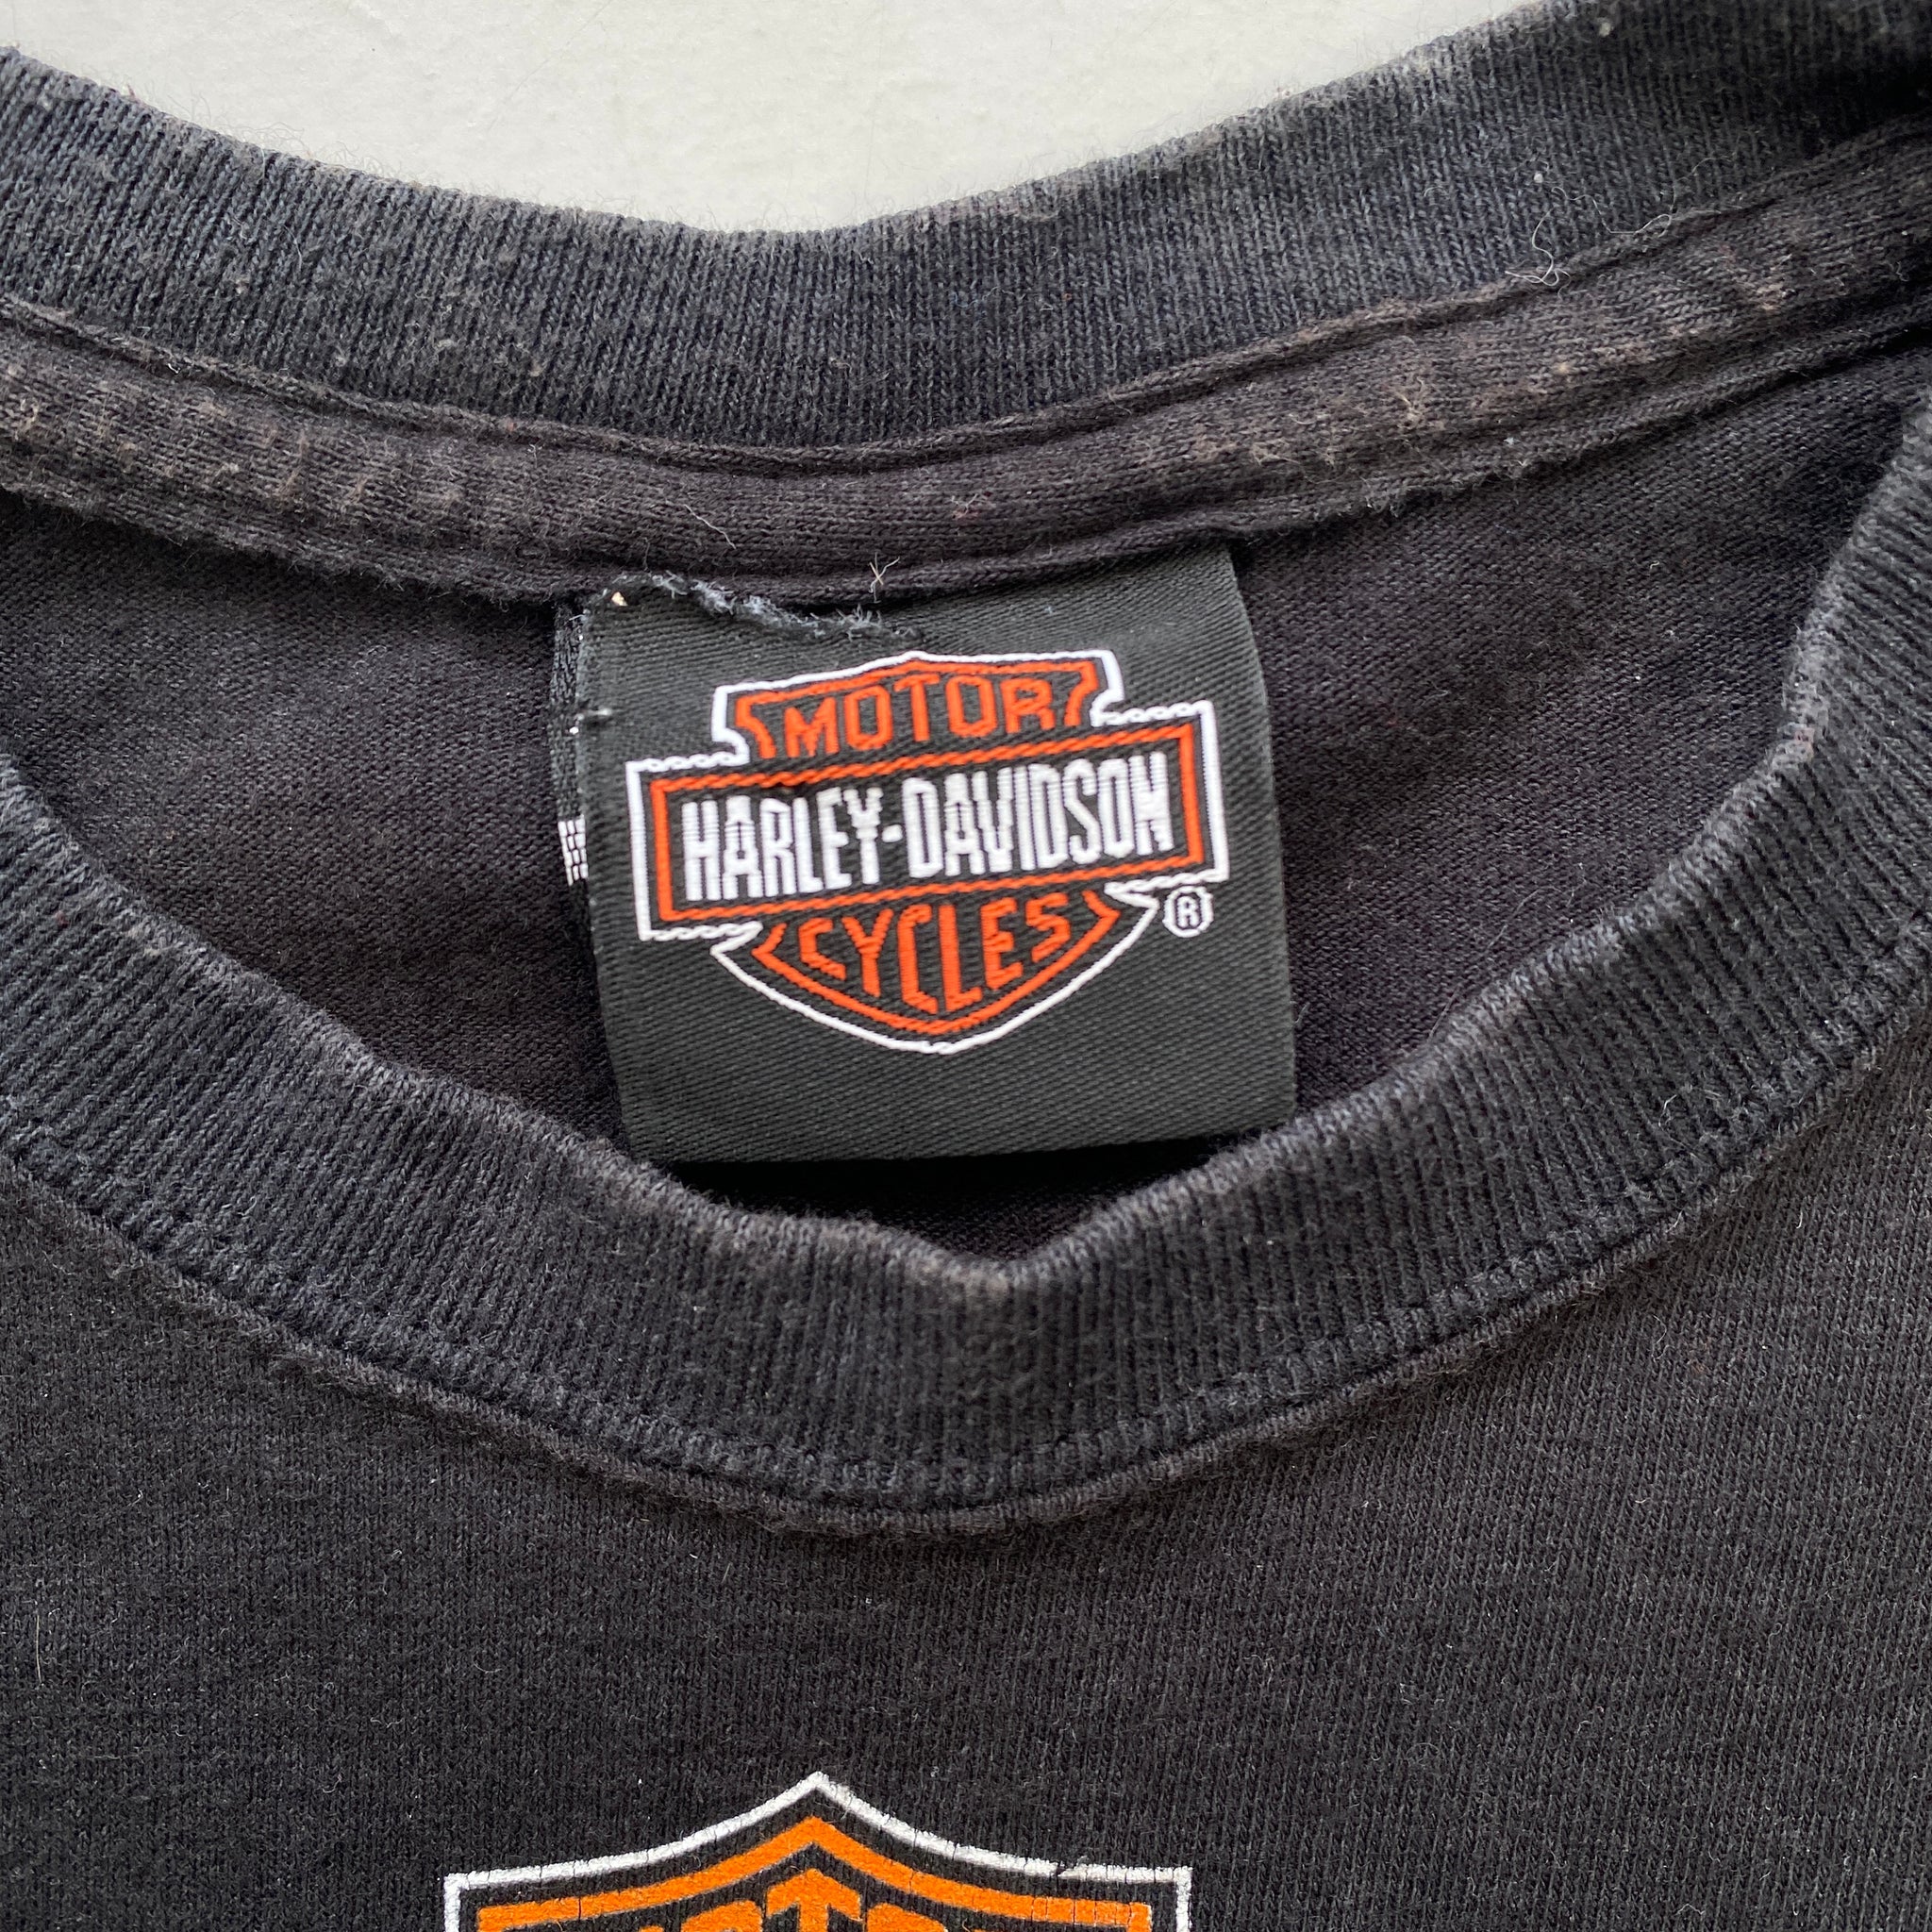 MOTOR
HARLEY-DAVIDSON
CYCLES
®